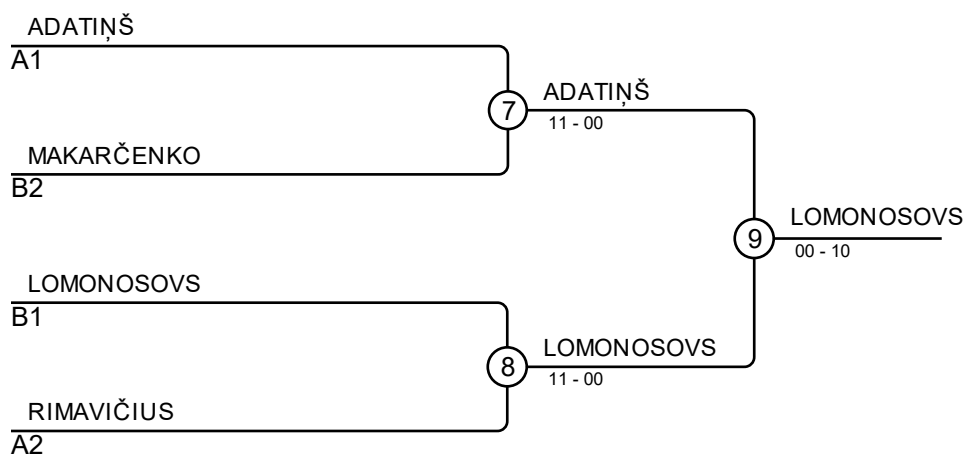 ADATIŅŠ
A1
7
ADATIŅŠ
11 - 00
MAKARČENKO
B2
9
LOMONOSOVS
00 - 10
LOMONOSOVS
B1
8
LOMONOSOVS
11 - 00
RIMAVIČIUS
A2